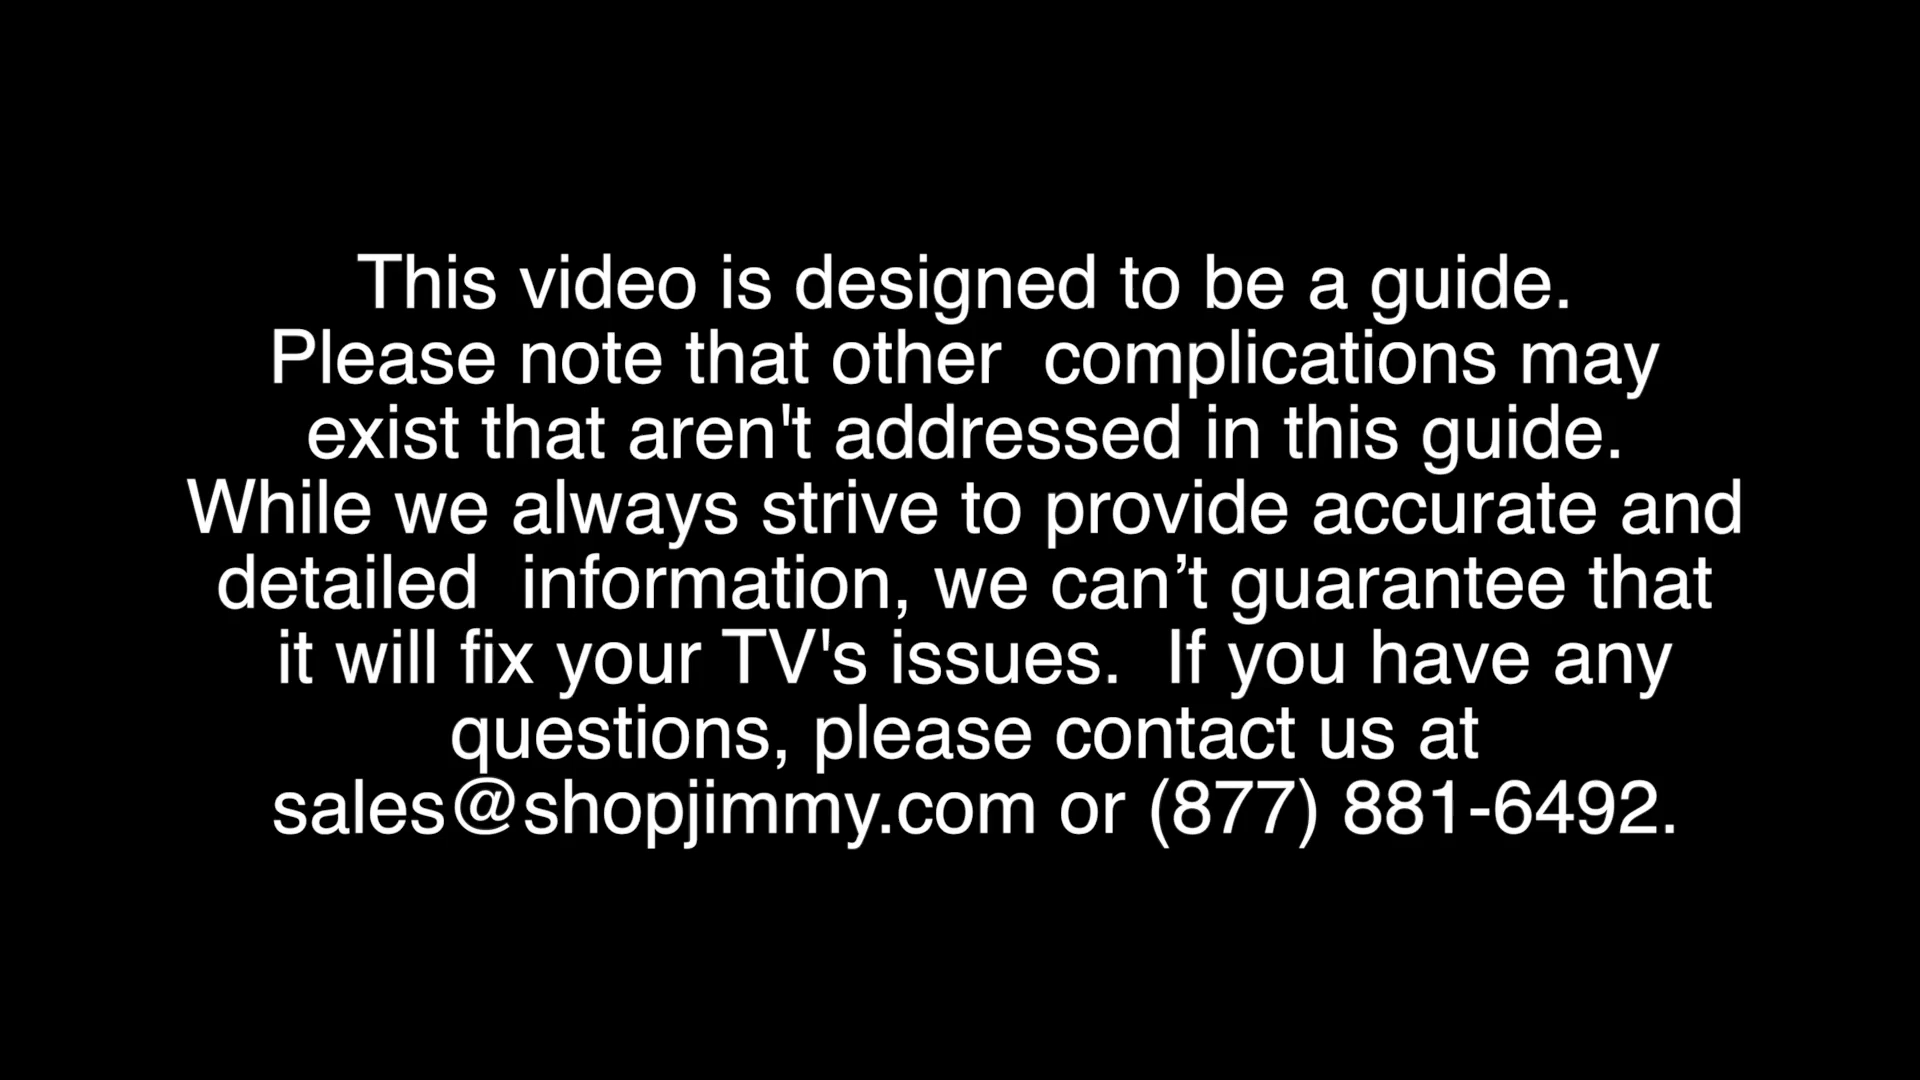 This video is designed to be a guide.
Please note that other  complications may
exist that aren't addressed in this guide.
While we always strive to provide accurate and
detailed  information, we can’t guarantee that
it will fix your TV's issues.  If you have any
questions, please contact us at
sales@shopjimmy.com or (877) 881-6492.